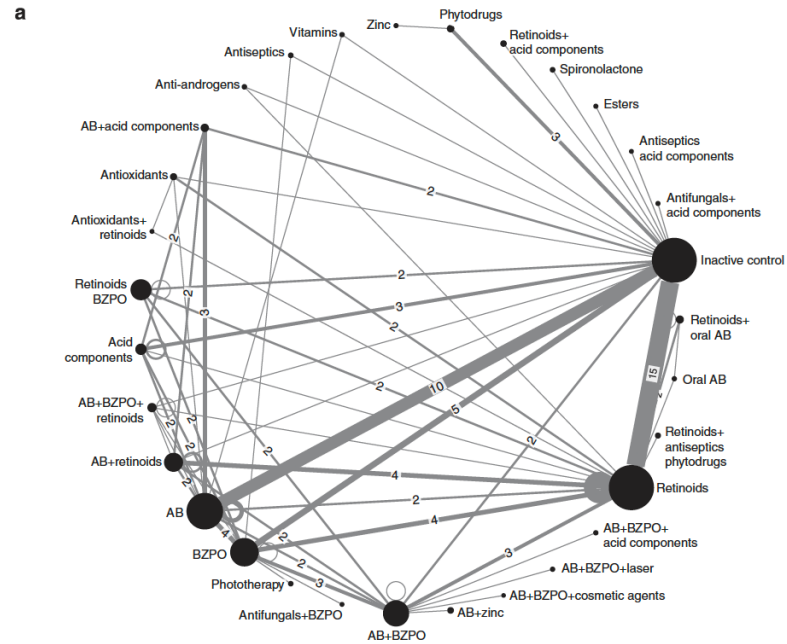 a
Phytodrugs
Zinc
Vitamins
Retinoids+
acid components
Antiseptics
Spironolactone
Anti-androgens
Esters
AB+acid components
Antiseptics
acid components
Antioxidants
Antifungals+
acid components
Antioxidants+
retinoids
Inactive control
Retinoids
BZPO
Retinoids+
oral AB
Acid
components
Oral AB
AB+BZPO+
retinoids
Retinoids+
antiseptics
phytodrugs
AB+retinoids
Retinoids
AB
AB+BZPO+
acid components
BZPO
AB+BZPO+laser
Phototherapy
AB+BZPO+cosmetic agents
Antifungals+BZPO
AB+zinc
AB+BZPO
3
2
2
2
2
3
3
2
2
15
2
10
5
2
2
2
2
2
4
2
2
4
4
2
2
3
3